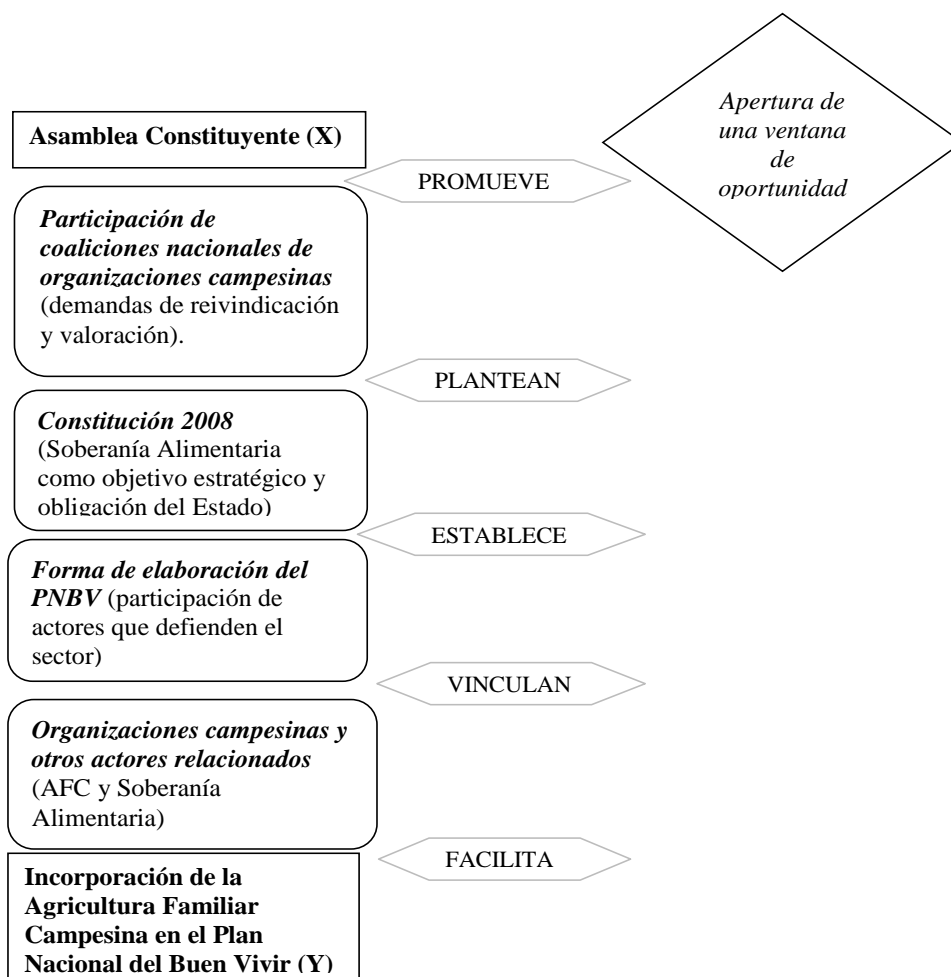 Apertura de
una ventana
de
oportunidad
Asamblea Constituyente (X)
PROMUEVE
Participación de
coaliciones nacionales de
organizaciones campesinas
(demandas de reivindicación
y valoración).
PLANTEAN
Constitución 2008
(Soberanía Alimentaria
como objetivo estratégico y
obligación del Estado)
ESTABLECE
Forma de elaboración del
PNBV (participación de
actores que defienden el
sector)
VINCULAN
Organizaciones campesinas y
otros actores relacionados
(AFC y Soberanía
Alimentaria)
FACILITA
Incorporación de la
Agricultura Familiar
Campesina en el Plan
Nacional del Buen Vivir (Y)